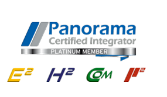 Panorama
Certified Integrator
PLATINUM MEMBER
E² H² COM P²